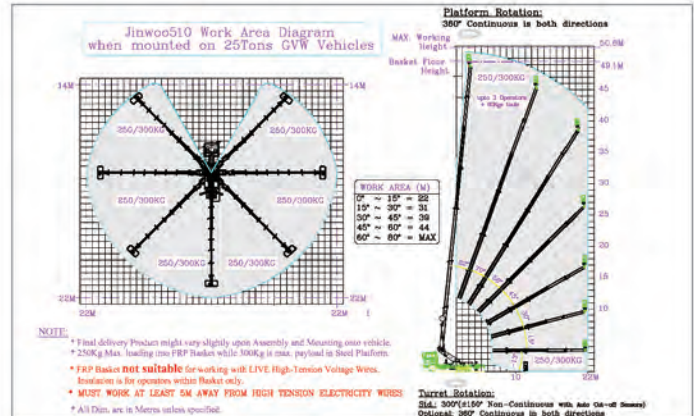 Jinwoo510 Work Area Diagram
when mounted on 25Tons GVW Vehicles
14M
14M
250/300KG
250/300KG
250/300KG
250/300KG
250/300KG
250/300KG
250/300KG
250/300KG
22M
22M
22M
22M
NOTE:
* Final delivery Product might vary slightly upon Assembly and Mounting onto vehicle.
* 250Kg Max. loading into FRP Basket while 300Kg is max. payload in Steel Platform.
* FRP Basket not suitable for working with LIVE High-Tension Voltage Wires.
Insulation is for operators within Basket only.
* MUST WORK AT LEAST 5M AWAY FROM HIGH TENSION ELECTRICITY WIRES
* All Dim. are in Metres unless specified.
WORK AREA (M)
0° ~ 15° = 22
15° ~ 30° = 31
30° ~ 45° = 39
45° ~ 60° = 44
60° ~ 80° = MAX
Platform Rotation:
360° Continuous is both directions
MAX. Working
Height
50.8M
Basket Floor
Height
49.1M
250/300KG
upto 3 Operators
45
40
35
30
25
20
15
10
250/300KG
10
22M
Turret Rotation:
Std.: 300°(±150° Non-Continuous with Auto Cut-off Sensors)
Optional: 360° Continuous is both directions